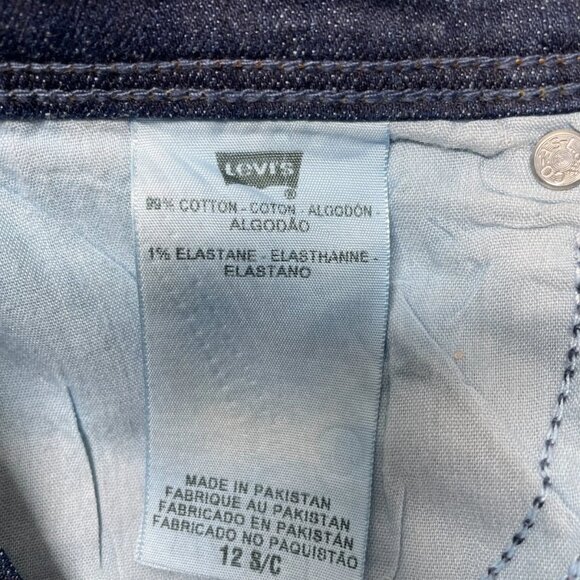 LEVI'S
®
99% COTTON - COTON - ALGODÓN -
ALGODÃO
1% ELASTANE - ELASTHANNE -
ELASTANO
MADE IN PAKISTAN
FABRIQUE AU PAKISTAN
FABRICADO EN PAKISTAN
FABRICADO NO PAQUISTÃO
12 S/C